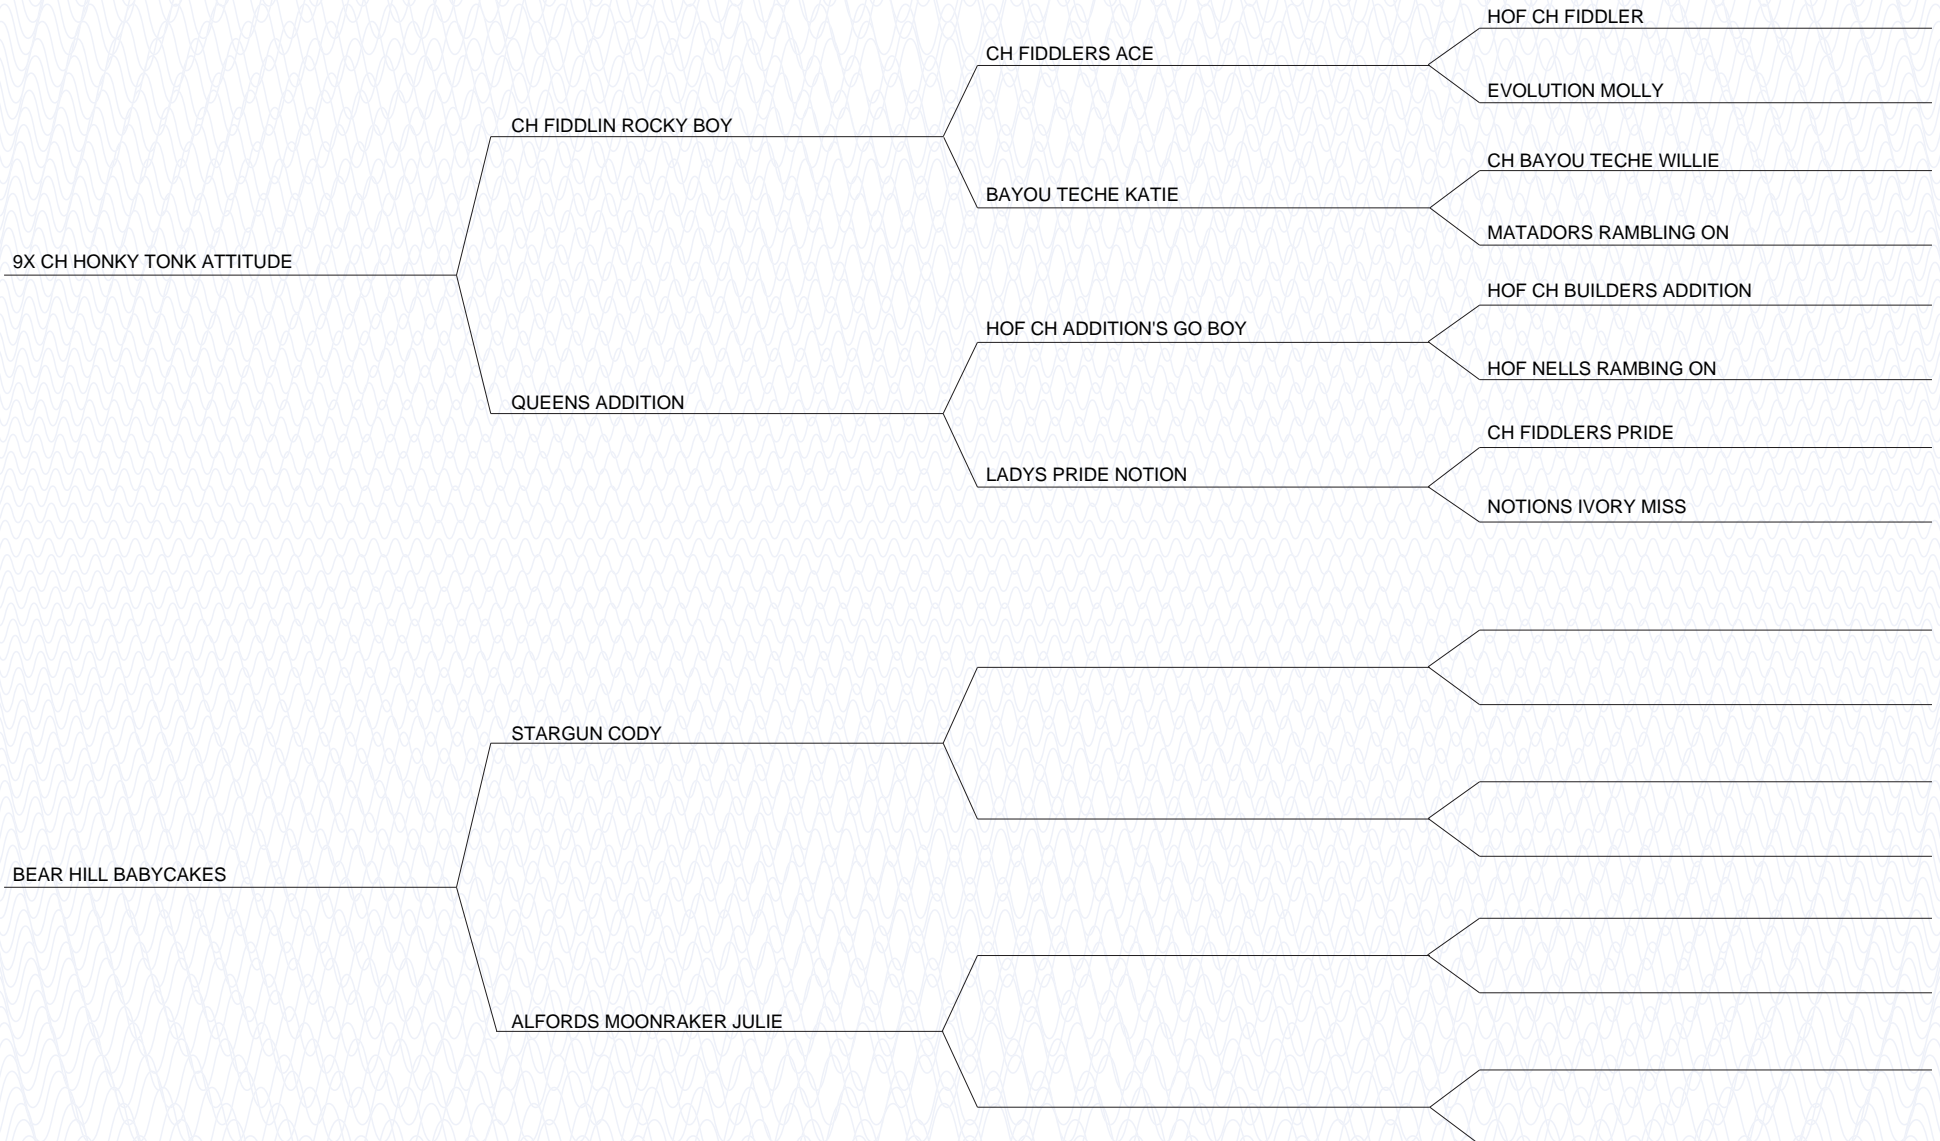 HOF CH FIDDLER
CH FIDDLERS ACE
EVOLUTION MOLLY
CH FIDDLIN ROCKY BOY
CH BAYOU TECHE WILLIE
BAYOU TECHE KATIE
MATADORS RAMBLING ON
9X CH HONKY TONK ATTITUDE
HOF CH BUILDERS ADDITION
HOF CH ADDITION'S GO BOY
HOF NELLS RAMBING ON
QUEENS ADDITION
CH FIDDLERS PRIDE
LADYS PRIDE NOTION
NOTIONS IVORY MISS
STARGUN CODY
BEAR HILL BABYCAKES
ALFORDS MOONRAKER JULIE